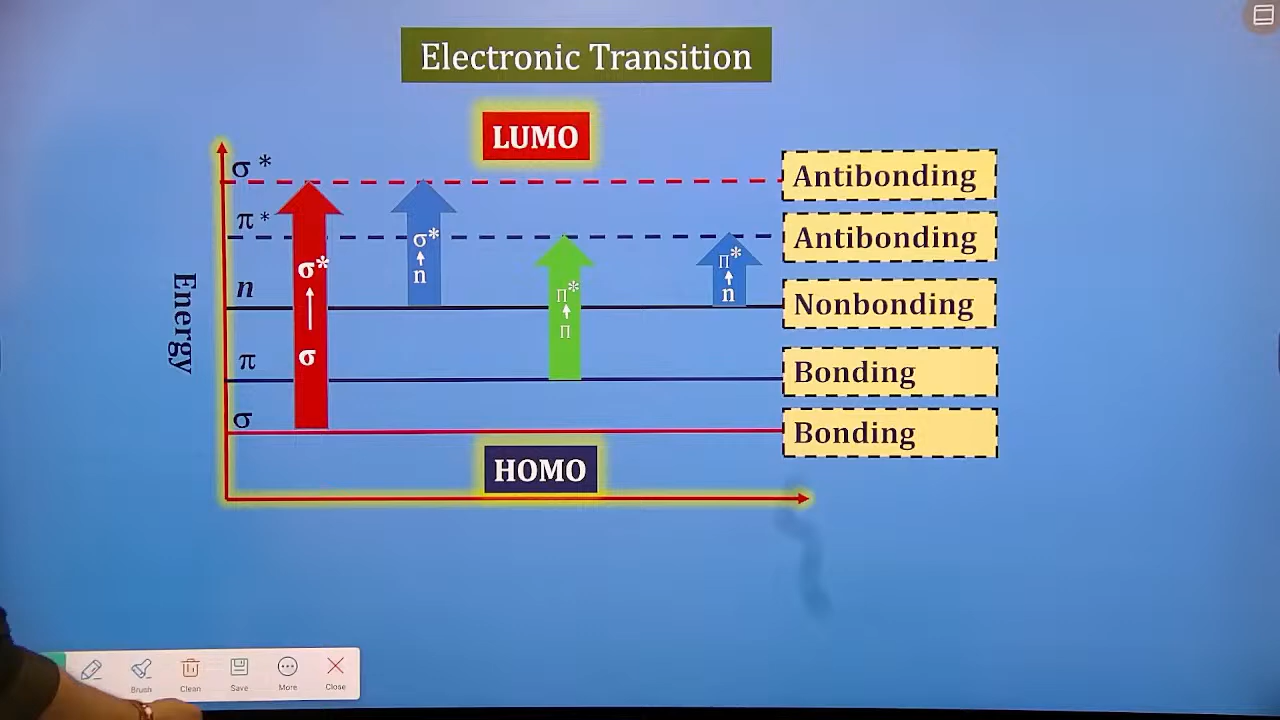 Electronic Transition
LUMO
σ*
Antibonding
π*
Antibonding
n
Nonbonding
π
Bonding
σ
Bonding
Energy
σ*
↑
σ
σ*
↑
n
Π*
↑
Π
Π*
↑
n
HOMO
Brush
Clean
Save
More
Close